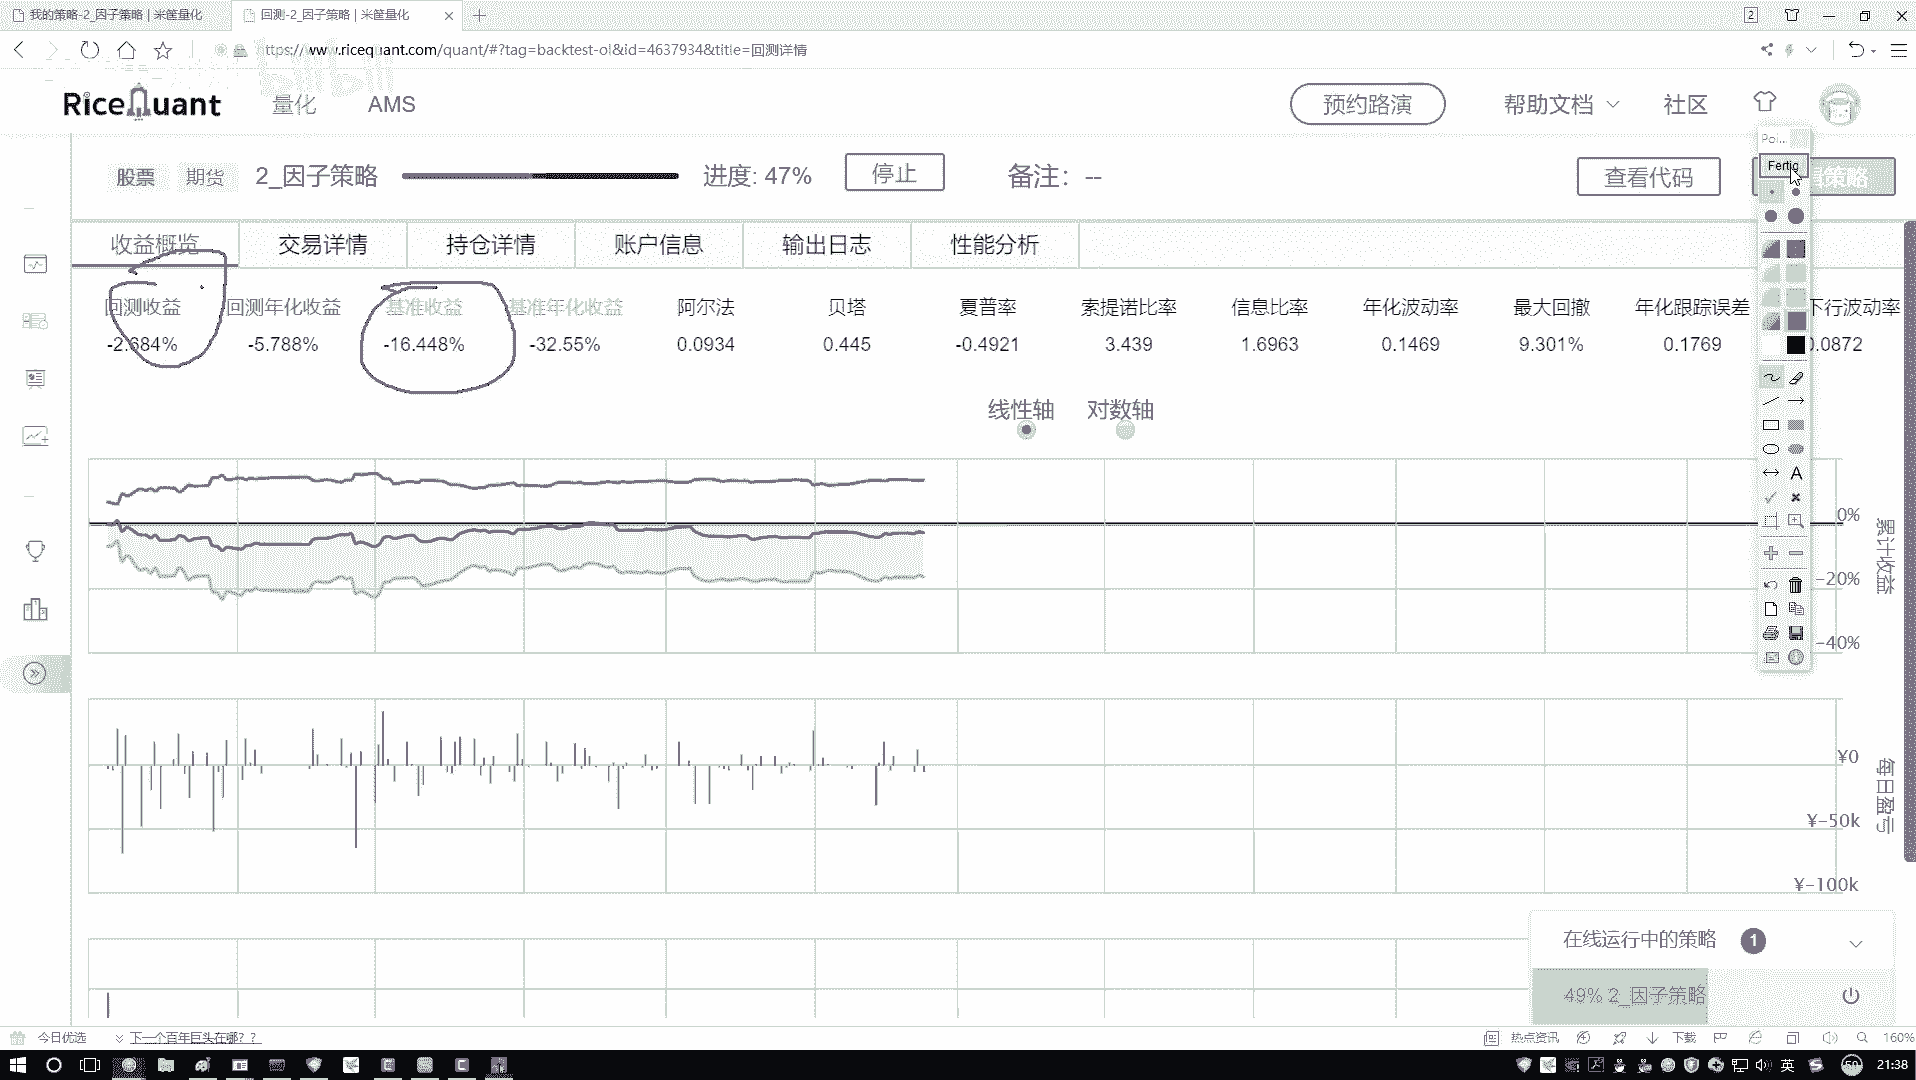 我的策略-2_因子策略 | 米筐量化
回测-2_因子策略 | 米筐量化
2
https://www.ricequant.com/quant/#?tag=backtest-ol&id=4637934&title=回测详情
bilibili
RiceQuant 量化 AMS 预约路演 帮助文档 社区
Fertig
股票 期货 2_因子策略 进度: 47% 停止 备注: -- 查看代码 策略
收益概览 交易详情 持仓详情 账户信息 输出日志 性能分析
回测收益 回测年化收益 基准收益 基准年化收益 阿尔法 贝塔 夏普率 索提诺比率 信息比率 年化波动率 最大回撤 年化跟踪误差 下行波动率
-2.684% -5.788% -16.448% -32.55% 0.0934 0.445 -0.4921 3.439 1.6963 0.1469 9.301% 0.1769 0.0872
线性轴 对数轴
0%
-20%
-40%
累计收益
¥0
¥-50k
¥-100k
每日盈亏
在线运行中的策略 1
49% 2_因子策略
今日优选 下一个百年巨头在哪？？ 热点资讯 下载 160%
英 21:38